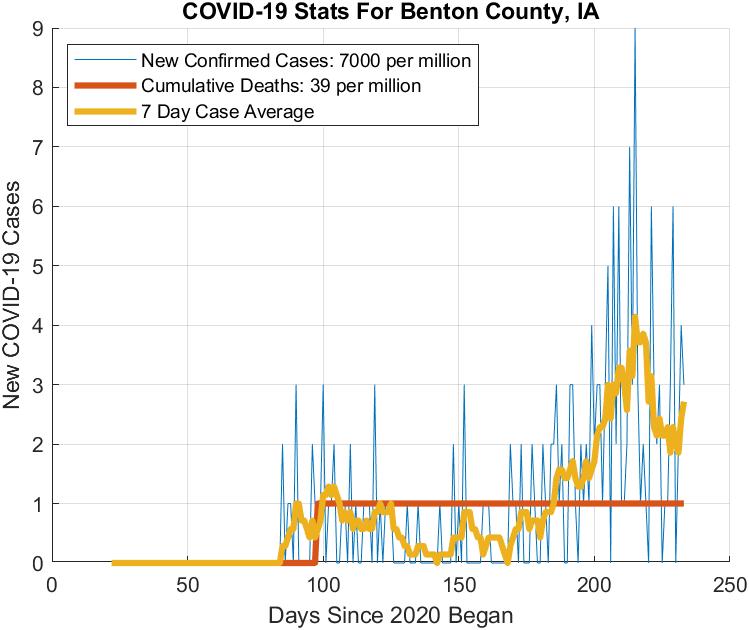 COVID-19 Stats For Benton County, IA
New Confirmed Cases: 7000 per million
Cumulative Deaths: 39 per million
7 Day Case Average
New COVID-19 Cases
9
8
7
6
5
4
3
2
1
0
0 50 100 150 200 250
Days Since 2020 Began